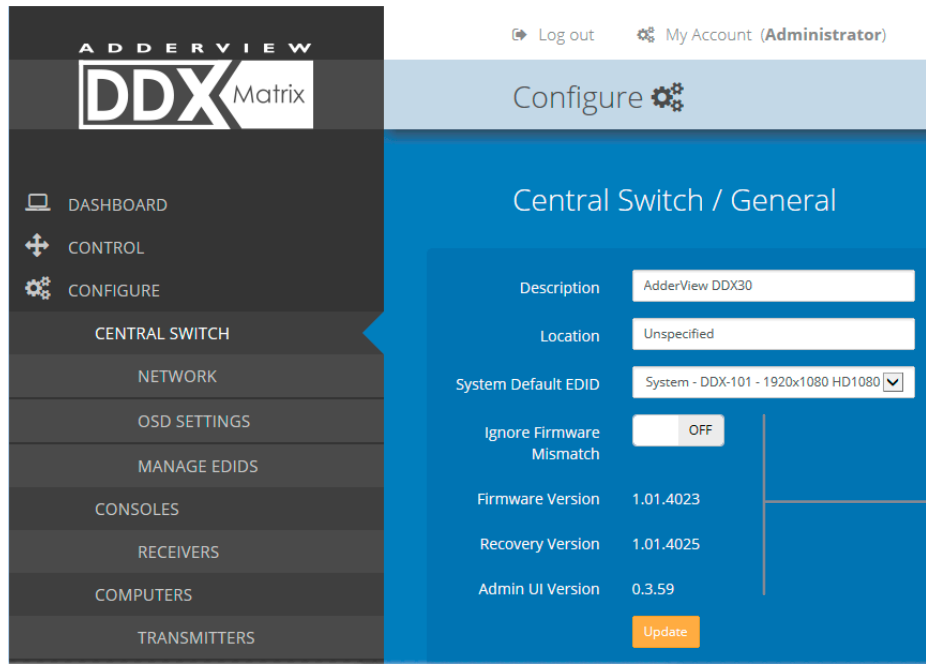 ADDERVIEW
DDX Matrix
Log out My Account (Administrator)
Configure
DASHBOARD
CONTROL
CONFIGURE
CENTRAL SWITCH
NETWORK
OSD SETTINGS
MANAGE EDIDS
CONSOLES
RECEIVERS
COMPUTERS
TRANSMITTERS
Central Switch / General
Description AdderView DDX30
Location Unspecified
System Default EDID System - DDX-101 - 1920x1080 HD1080
Ignore Firmware OFF
Mismatch
Firmware Version 1.01.4023
Recovery Version 1.01.4025
Admin UI Version 0.3.59
Update